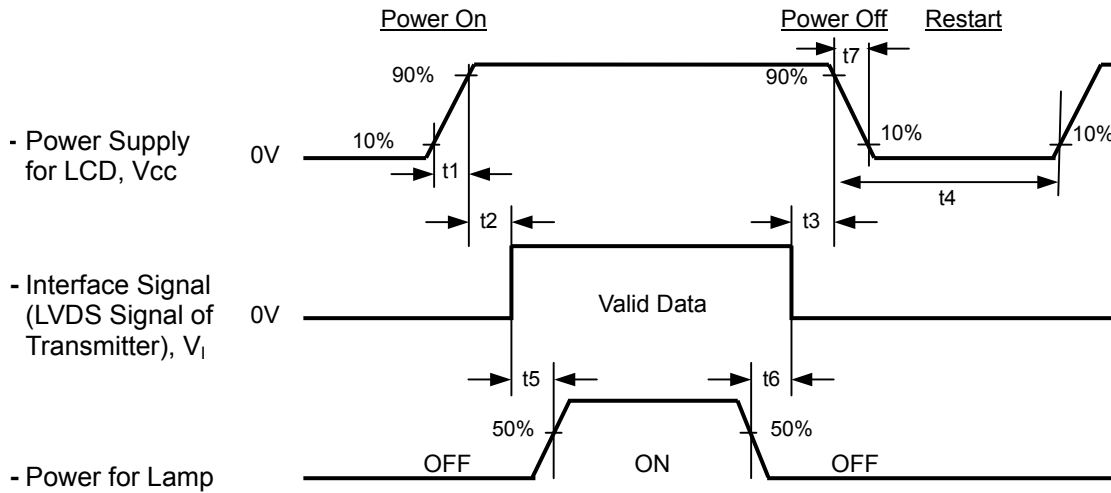 Power On
Power Off
Restart
t7
90%
90%
10%
10%
10%
- Power Supply
for LCD, Vcc
0V
t1
t4
t2
t3
- Interface Signal
(LVDS Signal of
Transmitter), VI
0V
Valid Data
t5
t6
50%
50%
- Power for Lamp
OFF
ON
OFF